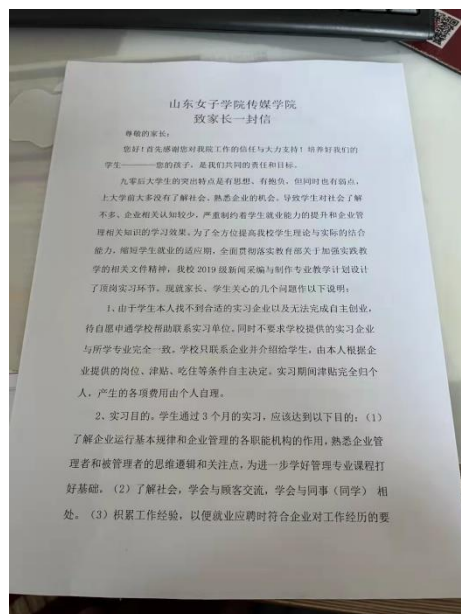 山东女子学院传媒学院
致家长一封信
尊敬的家长：
您好！首先感谢您对我院工作的信任与大力支持！培养好我们的
学生————您的孩子，是我们共同的责任和目标。
九零后大学生的突出特点是有思想、有抱负，但同时也有弱点，
上大学前大多没有了解社会、熟悉企业的机会、导致学生对社会了解
不多、企业相关认知较少，严重制约着学生就业能力的提升和企业管
理相关知识的学习效果。为了全方位提高我校学生理论与实际的结合
能力，缩短学生就业的适应期，全面贯彻落实教育部关于加强实践教
学的相关文件精神，我校2019级新闻采编与制作专业教学计划设计
了顶岗实习环节。现就家长、学生关心的几个问题作以下说明：
1、由于学生本人找不到合适的实习企业以及无法完成自主创业，
特自愿申通学校帮助联系实习单位，同时不要求学校提供的实习企业
与所学专业完全一致。学校只联系企业并介绍给学生，由本人根据企
业提供的岗位、津贴、吃住等条件自主决定。实习期间津贴完全归个
人，产生的各项费用由个人自理。
2、实习目的。学生通过3个月的实习，应该达到以下目的：（1）
了解企业运行基本规律和企业管理的各职能机构的作用，熟悉企业管
理者和被管理者的思维逻辑和关注点，为进一步学好管理专业课程打
好基础，（2）了解社会，学会与顾客交流，学会与同事（同学）相
处。（3）积累工作经验，以便就业应聘时符合企业对工作经历的要